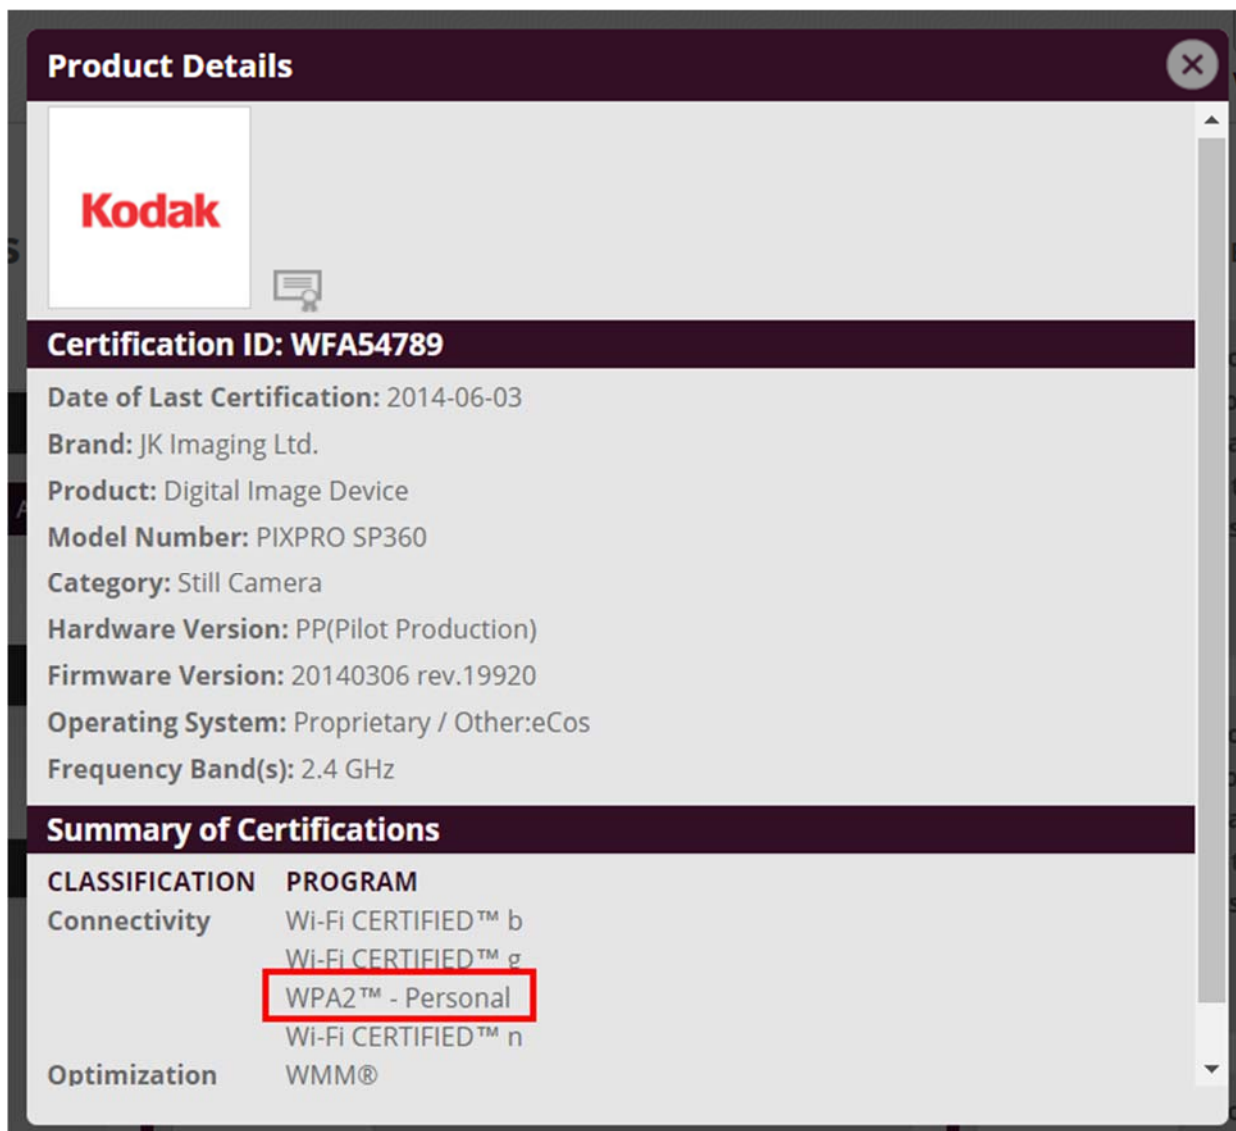 Product Details
Kodak
Certification ID: WFA54789
Date of Last Certification: 2014-06-03
Brand: JK Imaging Ltd.
Product: Digital Image Device
Model Number: PIXPRO SP360
Category: Still Camera
Hardware Version: PP(Pilot Production)
Firmware Version: 20140306 rev.19920
Operating System: Proprietary / Other:eCos
Frequency Band(s): 2.4 GHz
Summary of Certifications
CLASSIFICATION PROGRAM
Connectivity Wi-Fi CERTIFIED™ b
Wi-Fi CERTIFIED™ g
WPA2™ - Personal
Wi-Fi CERTIFIED™ n
Optimization WMM®